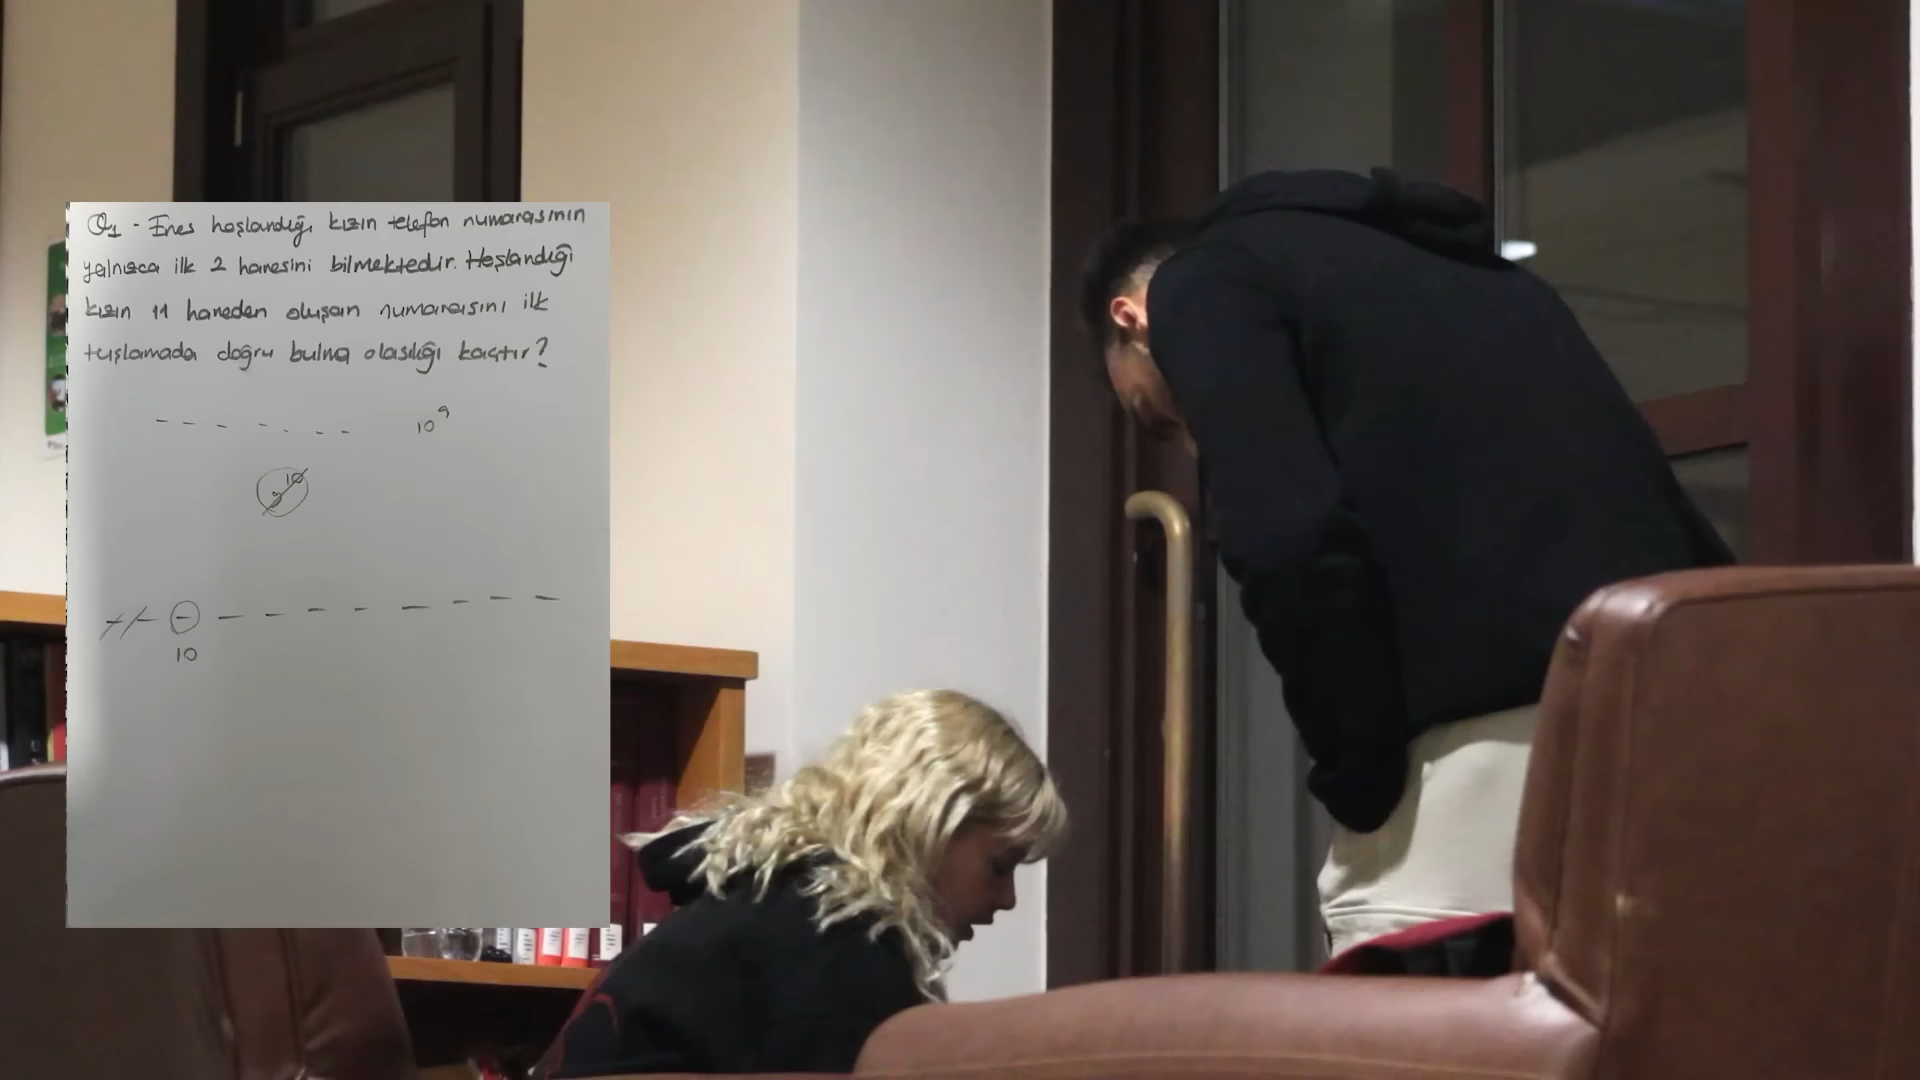 Q1 - Enes hoşlandığı kızın telefon numarasının
yalnızca ilk 2 hanesini bilmektedir. Hoşlandığı
kızın 11 haneden oluşan numarasını ilk
tuşlamada doğru bulma olasılığı kaçtır?
10⁹
10